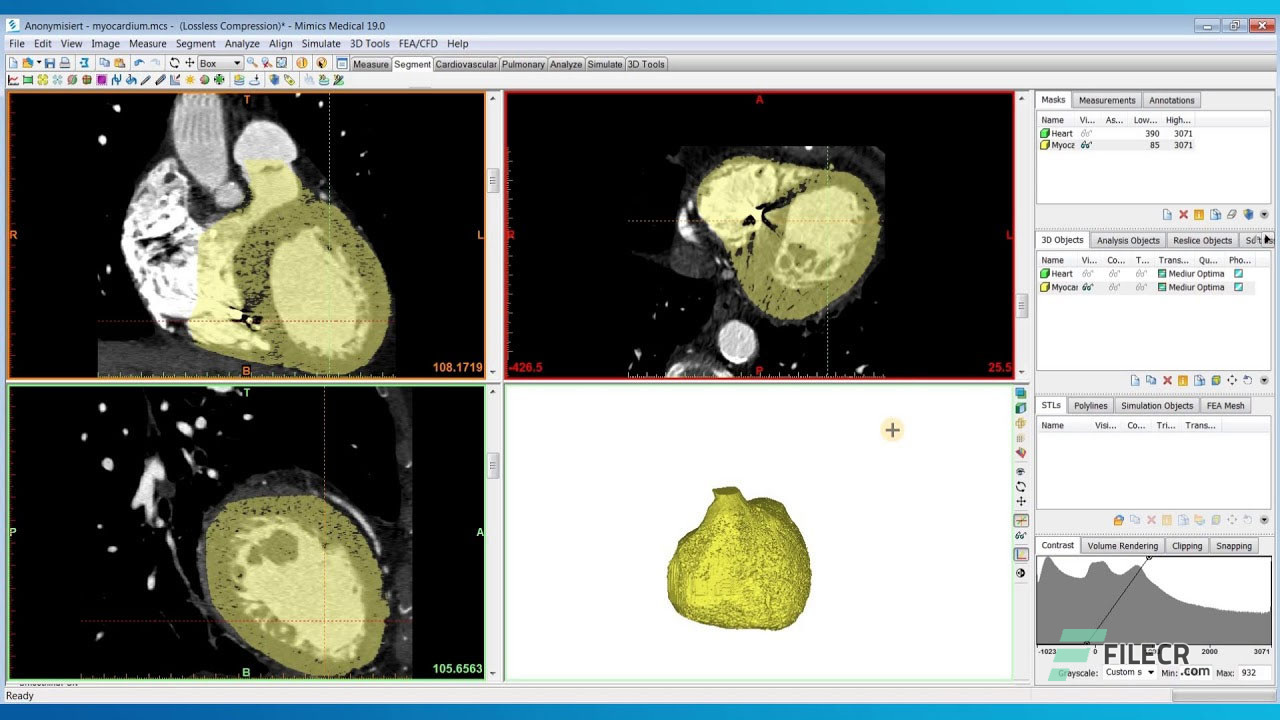 Anonymisiert - myocardium.mcs - (Lossless Compression)* - Mimics Medical 19.0
File Edit View Image Measure Segment Analyze Align Simulate 3D Tools FEA/CFD Help
Box Measure Segment Cardiovascular Pulmonary Analyze Simulate 3D Tools
T
R
L
B
108.1719
A
R
L
P
-426.5
25.5
T
P
A
B
105.6563
Masks Measurements Annotations
Name Vi... As... Low... High...
Heart 390 3071
Myoca 85 3071
3D Objects Analysis Objects Reslice Objects
Name Vi... Co... T... Trans... Qu... Pho...
Heart Mediur Optima
Myocar Mediur Optima
STLs Polylines Simulation Objects FEA Mesh
Name Visi... Co... Tri... Trans...
Contrast Volume Rendering Clipping Snapping
-1023 0 2000 3071
FILECR
.com
Grayscale: Custom s Min: Max: 932
Ready